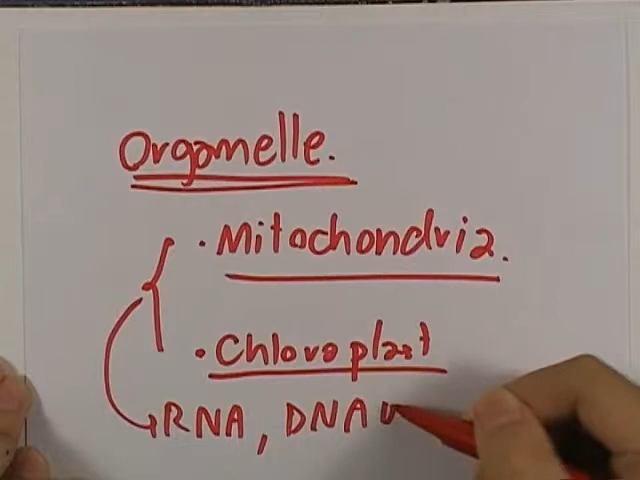 Organelle.
· Mitochondria.
· Chloroplast
RNA, DNA